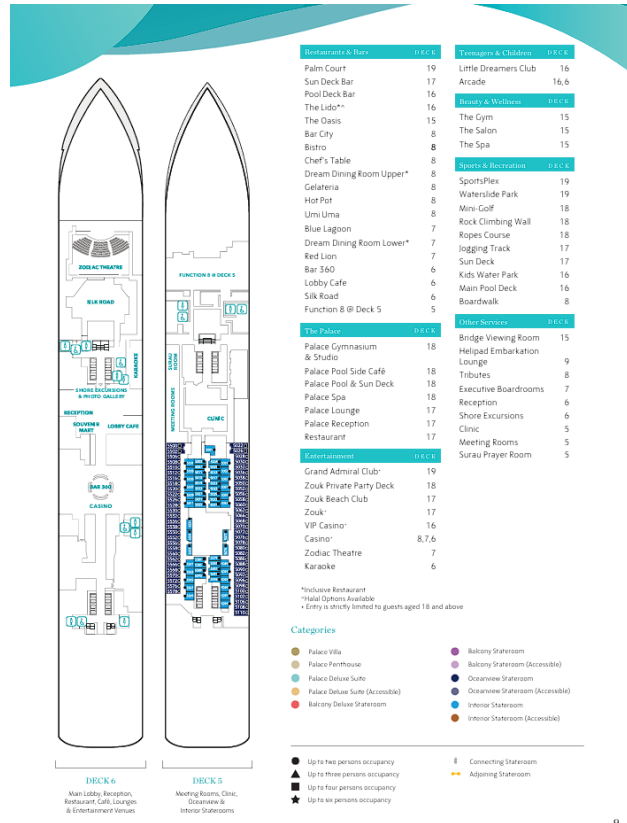 ZODIAC THEATRE
SILK ROAD
KARAOKE
SHORE EXCURSIONS
& PHOTO GALLERY
RECEPTION
SOUVENIR
MART
LOBBY CAFE
BAR 360
CASINO
DECK 6
Main Lobby, Reception,
Restaurant, Café, Lounges
& Entertainment Venues
FUNCTION 8 @ DECK 5
SURAU
ROOM
MEETING ROOMS
CLINIC
DECK 5
Meeting Rooms, Clinic,
Oceanview &
Interior Staterooms
Restaurants & Bars DECK
Palm Court 19
Sun Deck Bar 17
Pool Deck Bar 16
The Lido*^ 16
The Oasis 15
Bar City 8
Bistro 8
Chef's Table 8
Dream Dining Room Upper* 8
Gelateria 8
Hot Pot 8
Umi Uma 8
Blue Lagoon 7
Dream Dining Room Lower* 7
Red Lion 7
Bar 360 6
Lobby Cafe 6
Silk Road 6
Function 8 @ Deck 5 5
The Palace DECK
Palace Gymnasium 18
& Studio
Palace Pool Side Café 18
Palace Pool & Sun Deck 18
Palace Spa 18
Palace Lounge 17
Palace Reception 17
Restaurant 17
Entertainment DECK
Grand Admiral Club+ 19
Zouk Private Party Deck 18
Zouk Beach Club 17
Zouk+ 17
VIP Casino+ 16
Casino+ 8,7,6
Zodiac Theatre 7
Karaoke 6
*Inclusive Restaurant
^Halal Options Available
+ Entry is strictly limited to guests aged 18 and above
Teenagers & Children DECK
Little Dreamers Club 16
Arcade 16,6
Beauty & Wellness DECK
The Gym 15
The Salon 15
The Spa 15
Sports & Recreation DECK
SportsPlex 19
Waterslide Park 19
Mini-Golf 18
Rock Climbing Wall 18
Ropes Course 18
Jogging Track 17
Sun Deck 17
Kids Water Park 16
Main Pool Deck 16
Boardwalk 8
Other Services DECK
Bridge Viewing Room 15
Helipad Embarkation
Lounge 9
Tributes 8
Executive Boardrooms 7
Reception 6
Shore Excursions 6
Clinic 5
Meeting Rooms 5
Surau Prayer Room 5
Categories
Palace Villa
Palace Penthouse
Palace Deluxe Suite
Palace Deluxe Suite (Accessible)
Balcony Deluxe Stateroom
Balcony Stateroom
Balcony Stateroom (Accessible)
Oceanview Stateroom
Oceanview Stateroom (Accessible)
Interior Stateroom
Interior Stateroom (Accessible)
Up to two persons occupancy
Up to three persons occupancy
Up to four persons occupancy
Up to six persons occupancy
Connecting Stateroom
Adjoining Stateroom